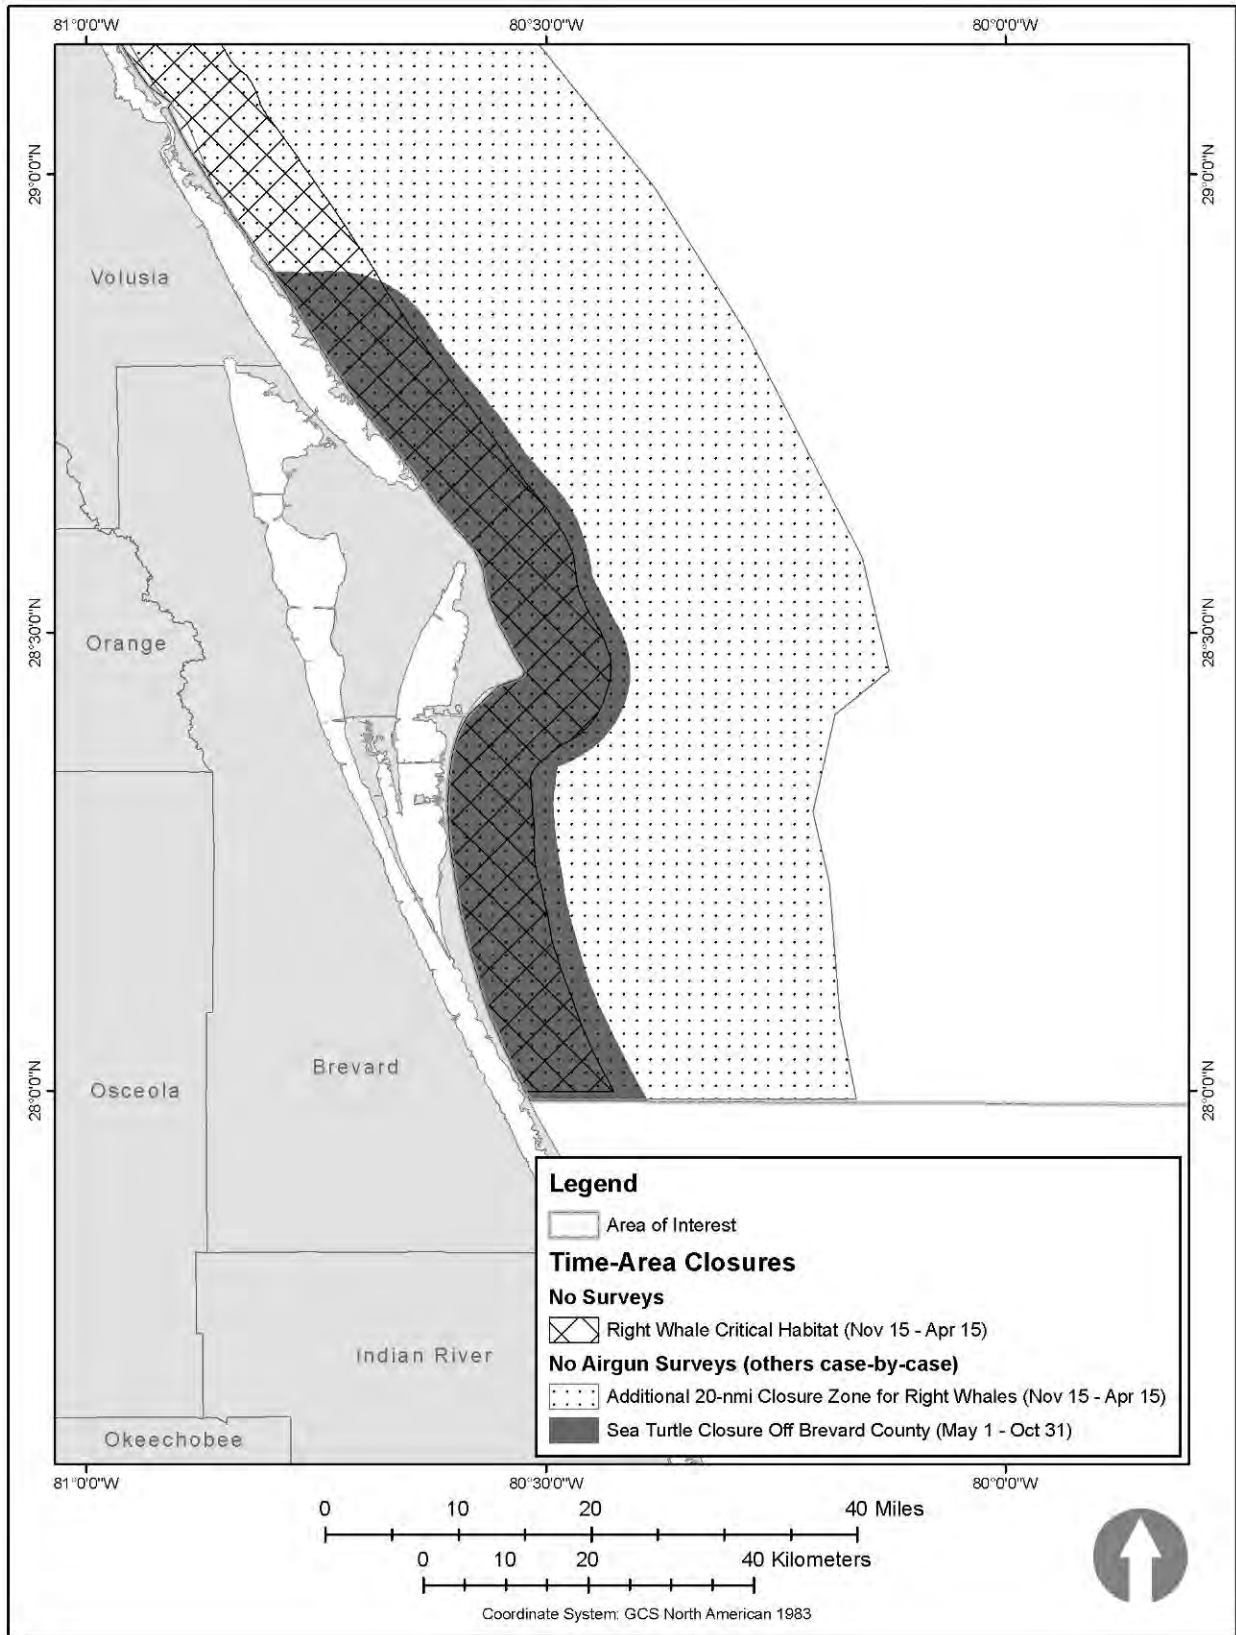 81°0'0"W 80°30'0"W 80°0'0"W
29°0'0"N 29°0'0"N
Volusia
28°30'0"N 28°30'0"N
Orange
Brevard
Osceola
28°0'0"N 28°0'0"N
Indian River
Okeechobee
Legend
Area of Interest
Time-Area Closures
No Surveys
Right Whale Critical Habitat (Nov 15 - Apr 15)
No Airgun Surveys (others case-by-case)
Additional 20-nmi Closure Zone for Right Whales (Nov 15 - Apr 15)
Sea Turtle Closure Off Brevard County (May 1 - Oct 31)
81°0'0"W 80°30'0"W 80°0'0"W
0 10 20 40 Miles
0 10 20 40 Kilometers
Coordinate System: GCS North American 1983